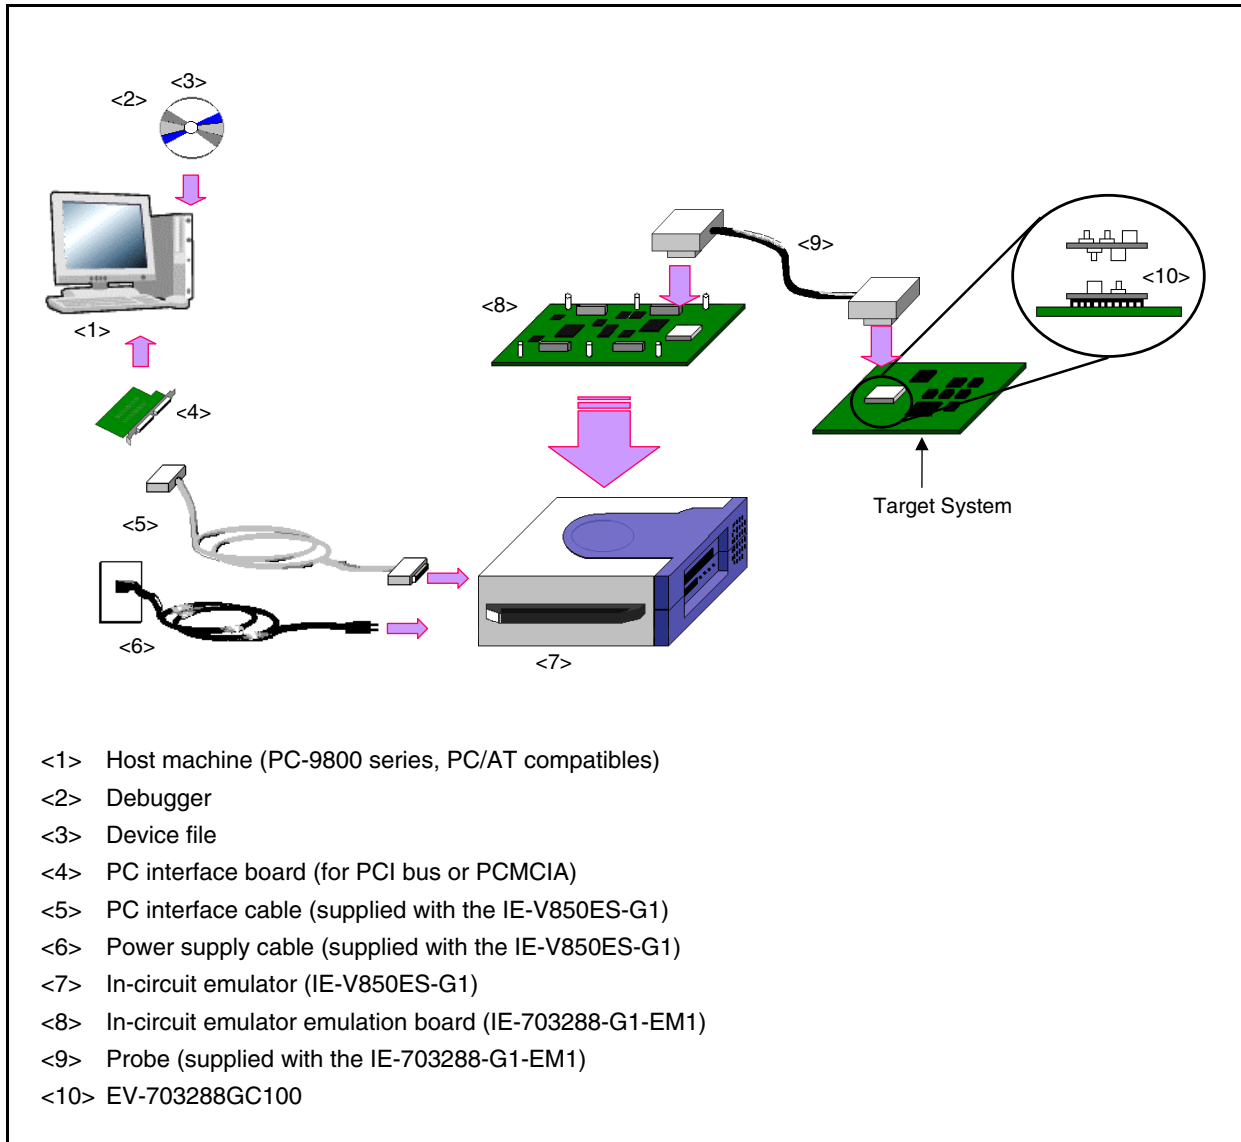 <3>
<2>
<9>
<10>
<8>
<1>
<4>
Target System
<5>
<6>
<7>
<1> Host machine (PC-9800 series, PC/AT compatibles)
<2> Debugger
<3> Device file
<4> PC interface board (for PCI bus or PCMCIA)
<5> PC interface cable (supplied with the IE-V850ES-G1)
<6> Power supply cable (supplied with the IE-V850ES-G1)
<7> In-circuit emulator (IE-V850ES-G1)
<8> In-circuit emulator emulation board (IE-703288-G1-EM1)
<9> Probe (supplied with the IE-703288-G1-EM1)
<10> EV-703288GC100